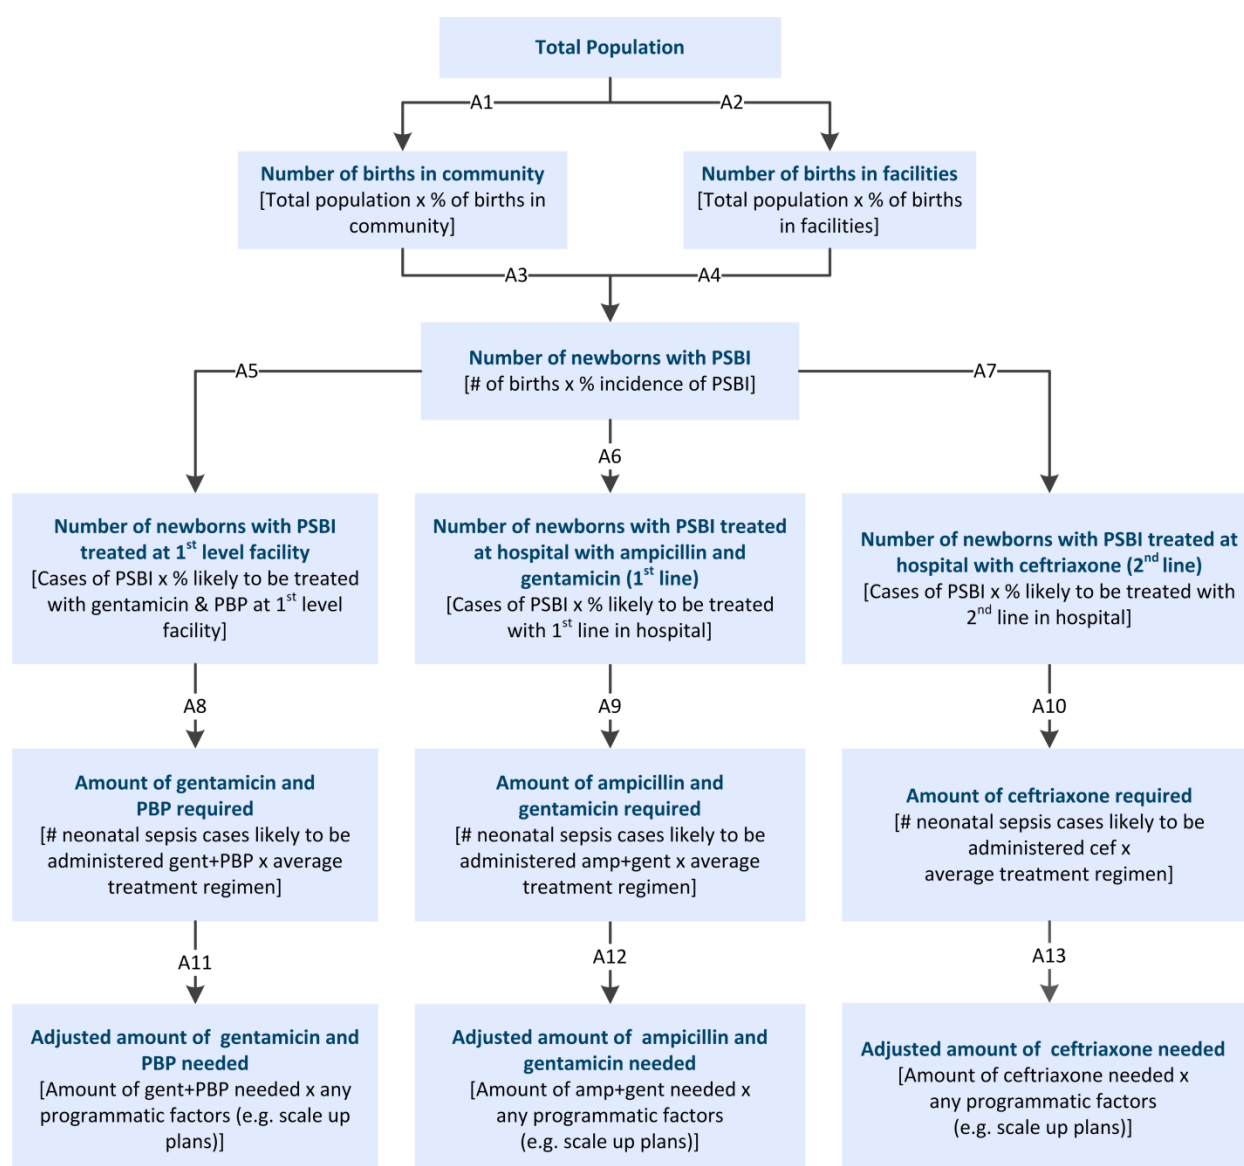 Total Population
A1
A2
Number of births in community
[Total population x % of births in
community]
Number of births in facilities
[Total population x % of births
in facilities]
A3
A4
Number of newborns with PSBI
[# of births x % incidence of PSBI]
A5
A6
A7
Number of newborns with PSBI
treated at 1st level facility
[Cases of PSBI x % likely to be treated
with gentamicin & PBP at 1st level
facility]
Number of newborns with PSBI treated
at hospital with ampicillin and
gentamicin (1st line)
[Cases of PSBI x % likely to be treated
with 1st line in hospital]
Number of newborns with PSBI treated at
hospital with ceftriaxone (2nd line)
[Cases of PSBI x % likely to be treated with
2nd line in hospital]
A8
A9
A10
Amount of gentamicin and
PBP required
[# neonatal sepsis cases likely to be
administered gent+PBP x average
treatment regimen]
Amount of ampicillin and
gentamicin required
[# neonatal sepsis cases likely to be
administered amp+gent x average
treatment regimen]
Amount of ceftriaxone required
[# neonatal sepsis cases likely to be
administered cef x
average treatment regimen]
A11
A12
A13
Adjusted amount of gentamicin and
PBP needed
[Amount of gent+PBP needed x any
programmatic factors (e.g. scale up
plans)]
Adjusted amount of ampicillin and
gentamicin needed
[Amount of amp+gent needed x
any programmatic factors
(e.g. scale up plans)]
Adjusted amount of ceftriaxone needed
[Amount of ceftriaxone needed x
any programmatic factors
(e.g. scale up plans)]